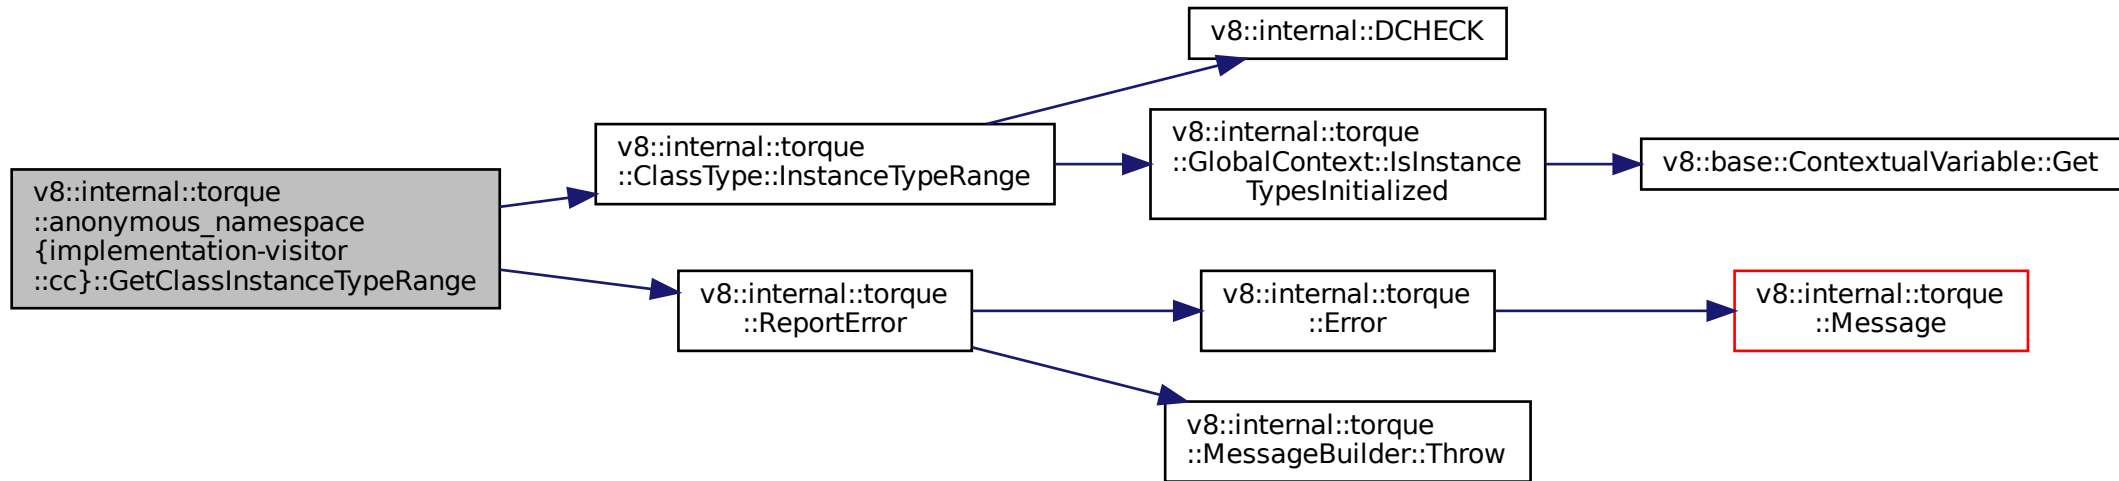 v8::internal::torque
::anonymous_namespace
{implementation-visitor
::cc}::GetClassInstanceTypeRange
v8::internal::torque
::ClassType::InstanceTypeRange
v8::internal::DCHECK
v8::internal::torque
::GlobalContext::IsInstance
TypesInitialized
v8::base::ContextualVariable::Get
v8::internal::torque
::ReportError
v8::internal::torque
::Error
v8::internal::torque
::Message
v8::internal::torque
::MessageBuilder::Throw